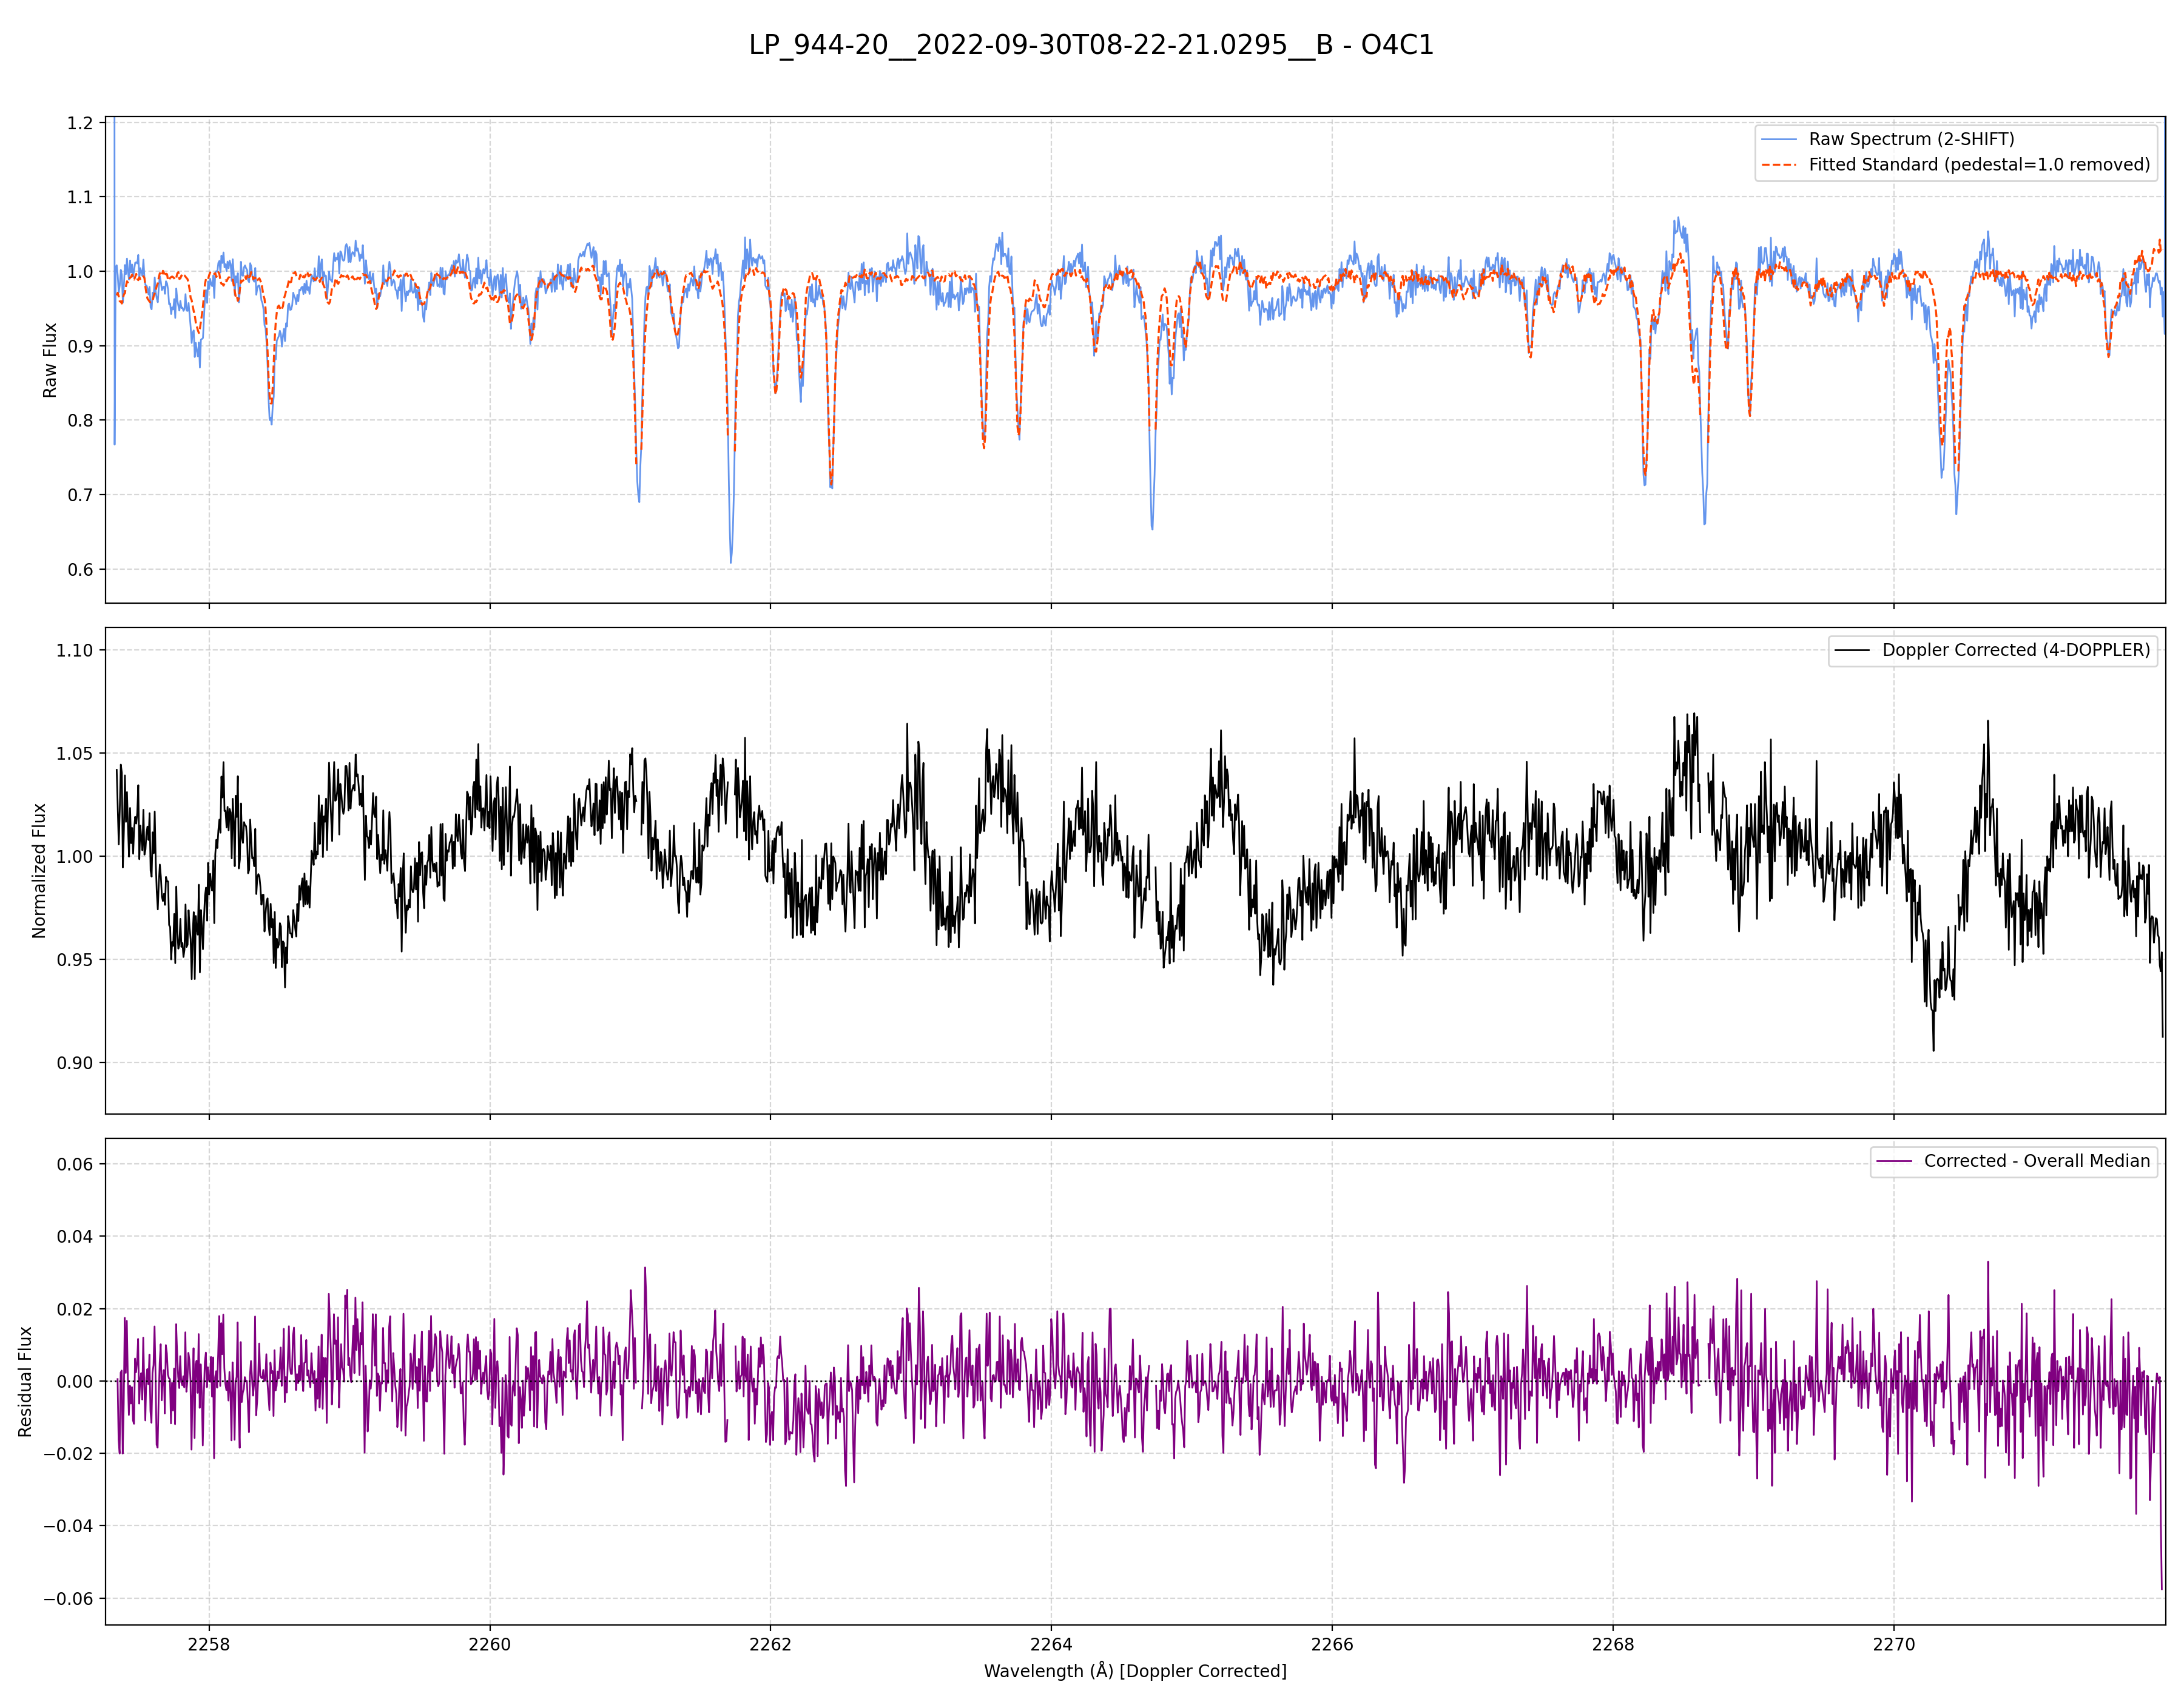 LP_944-20__2022-09-30T08-22-21.0295__B - O4C1
Raw Spectrum (2-SHIFT)
Fitted Standard (pedestal=1.0 removed)
Raw Flux
1.2
1.1
1.0
0.9
0.8
0.7
0.6
Doppler Corrected (4-DOPPLER)
Normalized Flux
1.10
1.05
1.00
0.95
0.90
Corrected - Overall Median
Residual Flux
0.06
0.04
0.02
0.00
−0.02
−0.04
−0.06
2258 2260 2262 2264 2266 2268 2270
Wavelength (Å) [Doppler Corrected]